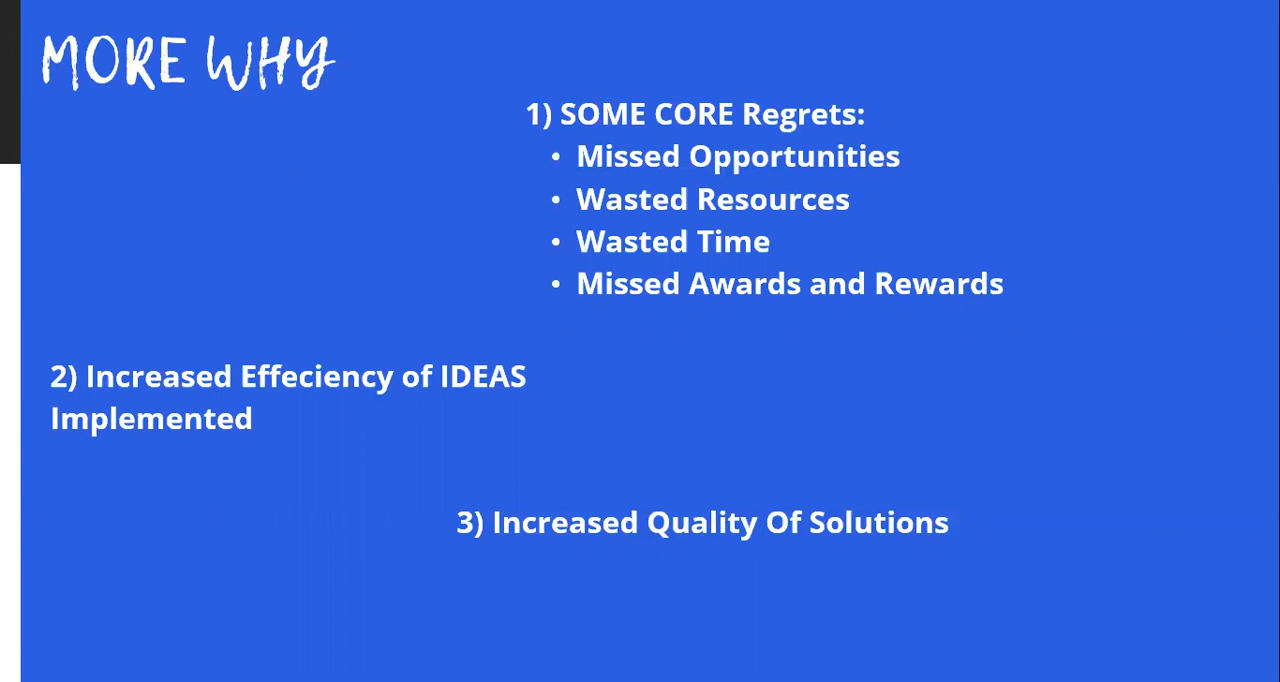 MORE WHY
1) SOME CORE Regrets:
• Missed Opportunities
• Wasted Resources
• Wasted Time
• Missed Awards and Rewards
2) Increased Effeciency of IDEAS
Implemented
3) Increased Quality Of Solutions